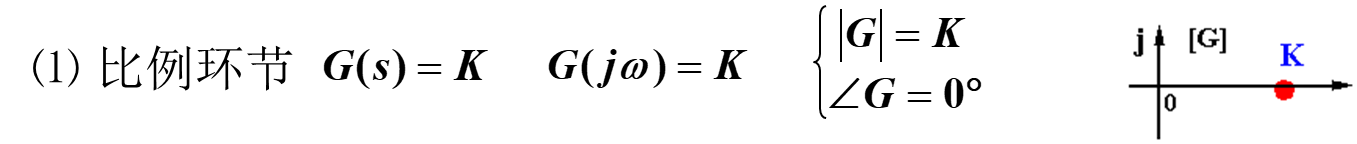 (1) 比例环节 G(s) = K G(jω) = K
|G| = K
∠G = 0°
j [G]
K
0